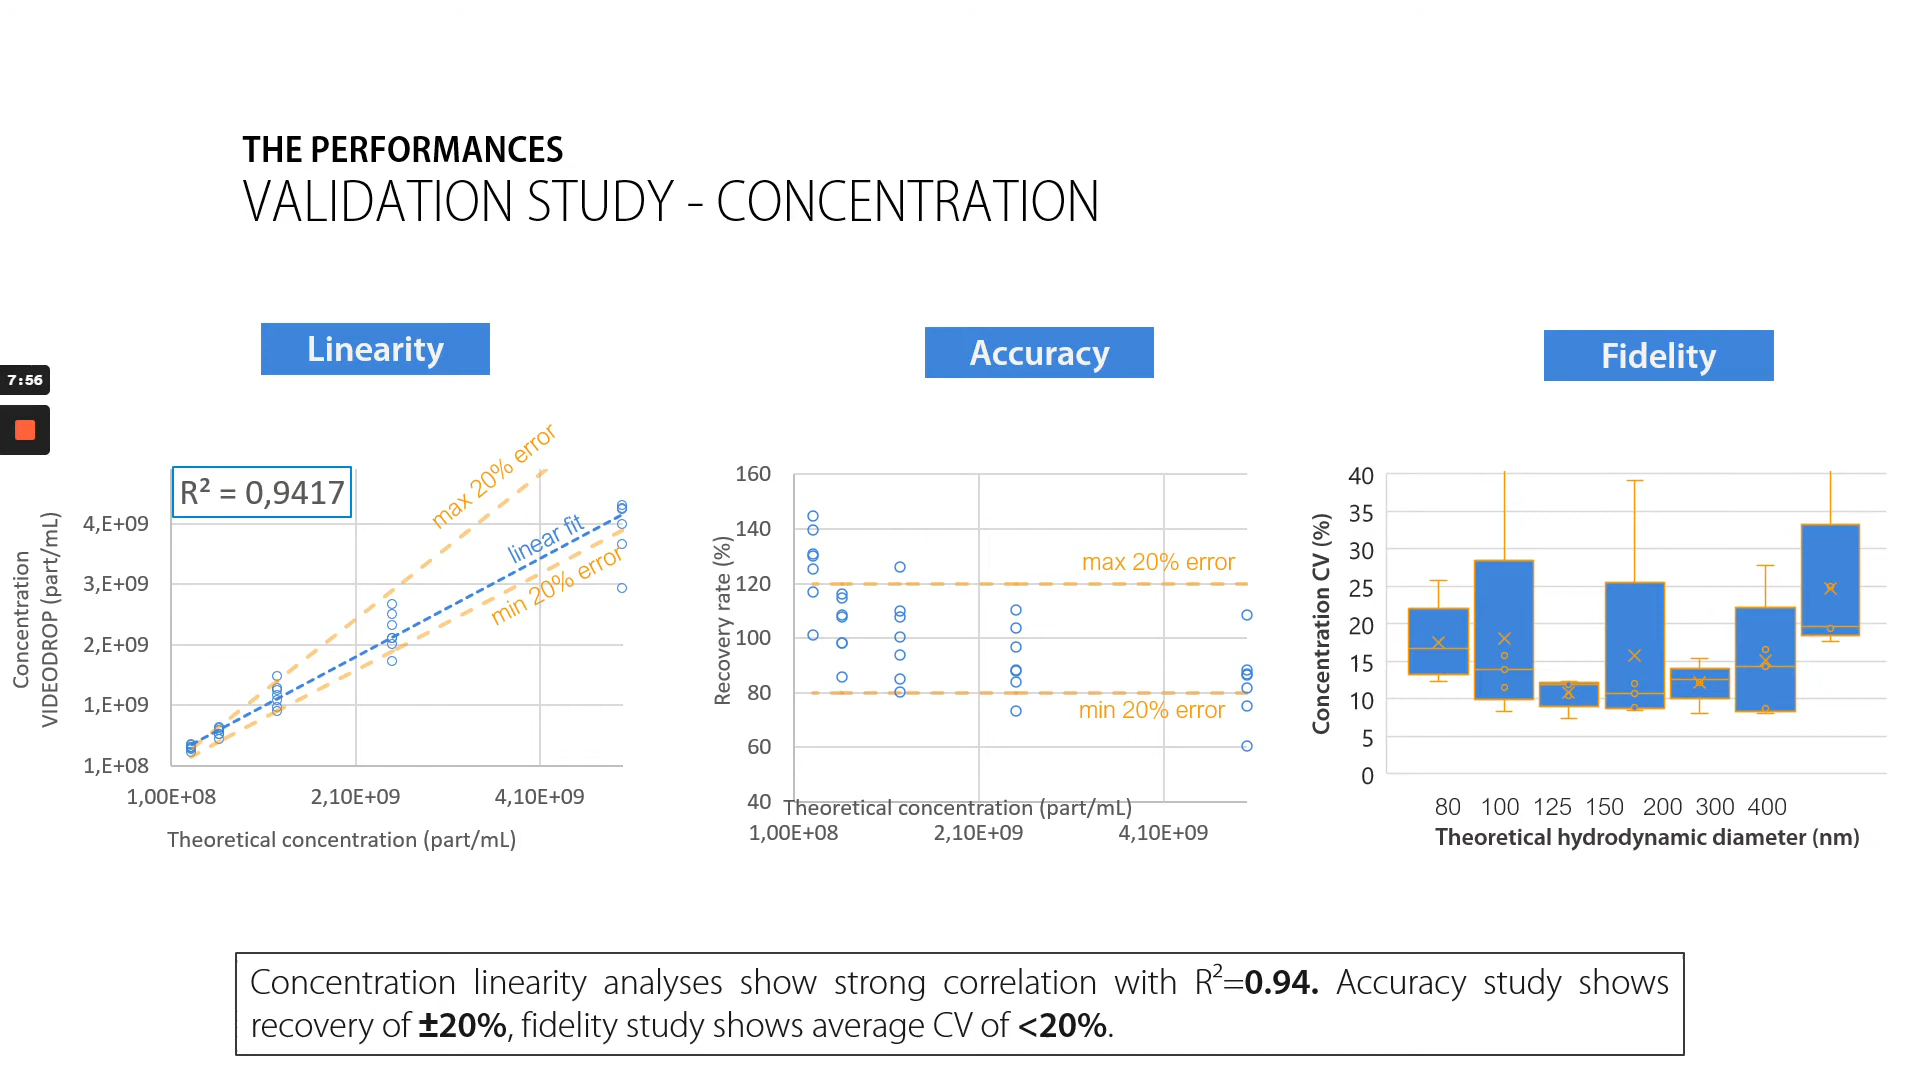 THE PERFORMANCES
VALIDATION STUDY - CONCENTRATION
7:56
Linearity
Concentration
VIDEODROP (part/mL)
R² = 0,9417
max 20% error
linear fit
min 20% error
4,E+09
3,E+09
2,E+09
1,E+09
1,E+08
1,00E+08 2,10E+09 4,10E+09
Theoretical concentration (part/mL)
Accuracy
Recovery rate (%)
160
140
120
100
80
60
40
max 20% error
min 20% error
Theoretical concentration (part/mL)
1,00E+08 2,10E+09 4,10E+09
Fidelity
Concentration CV (%)
40
35
30
25
20
15
10
5
0
80 100 125 150 200 300 400
Theoretical hydrodynamic diameter (nm)
Concentration linearity analyses show strong correlation with R²=0.94. Accuracy study shows
recovery of ±20%, fidelity study shows average CV of <20%.